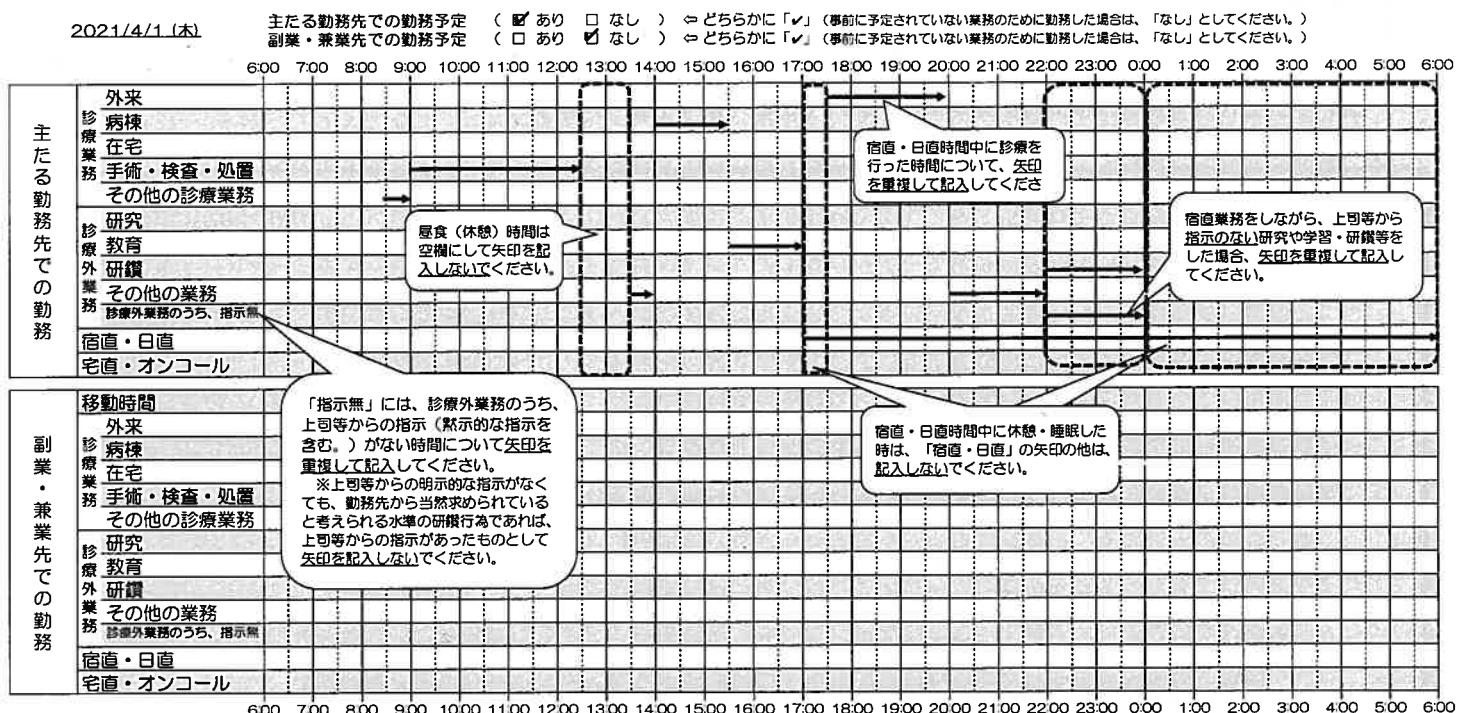 2021/4/1 (木)
主たる勤務先での勤務予定 ( ☑ あり □ なし ) ⇦ どちらかに「✔」(事前に予定されていない業務のために勤務した場合は、「なし」としてください。)
副業・兼業先での勤務予定 ( □ あり ☑ なし ) ⇦ どちらかに「✔」(事前に予定されていない業務のために勤務した場合は、「なし」としてください。)
6:00 7:00 8:00 9:00 10:00 11:00 12:00 13:00 14:00 15:00 16:00 17:00 18:00 19:00 20:00 21:00 22:00 23:00 0:00 1:00 2:00 3:00 4:00 5:00 6:00
主たる勤務先での勤務
診療業務
外来
病棟
在宅
手術・検査・処置
その他の診療業務
診療外業務
研究
教育
研鑽
その他の業務
診療外業務のうち、指示無
宿直・日直
宅直・オンコール
昼食(休憩)時間は
空欄にして矢印を記
入しないでください。
宿直・日直時間中に診療を
行った時間について、矢印
を重複して記入してくださ
宿直業務をしながら、上司等から
指示のない研究や学習・研鑽等を
した場合、矢印を重複して記入し
てください。
「指示無」には、診療外業務のうち、
上司等からの指示(黙示的な指示を
含む。)がない時間について矢印を
重複して記入してください。
※上司等からの明示的な指示がなく
ても、勤務先から当然求められている
と考えられる水準の研鑽行為であれば、
上司等からの指示があったものとして
矢印を記入しないでください。
宿直・日直時間中に休憩・睡眠した
時は、「宿直・日直」の矢印の他は、
記入しないでください。
副業・兼業先での勤務
移動時間
診療業務
外来
病棟
在宅
手術・検査・処置
その他の診療業務
診療外業務
研究
教育
研鑽
その他の業務
診療外業務のうち、指示無
宿直・日直
宅直・オンコール
6:00 7:00 8:00 9:00 10:00 11:00 12:00 13:00 14:00 15:00 16:00 17:00 18:00 19:00 20:00 21:00 22:00 23:00 0:00 1:00 2:00 3:00 4:00 5:00 6:00